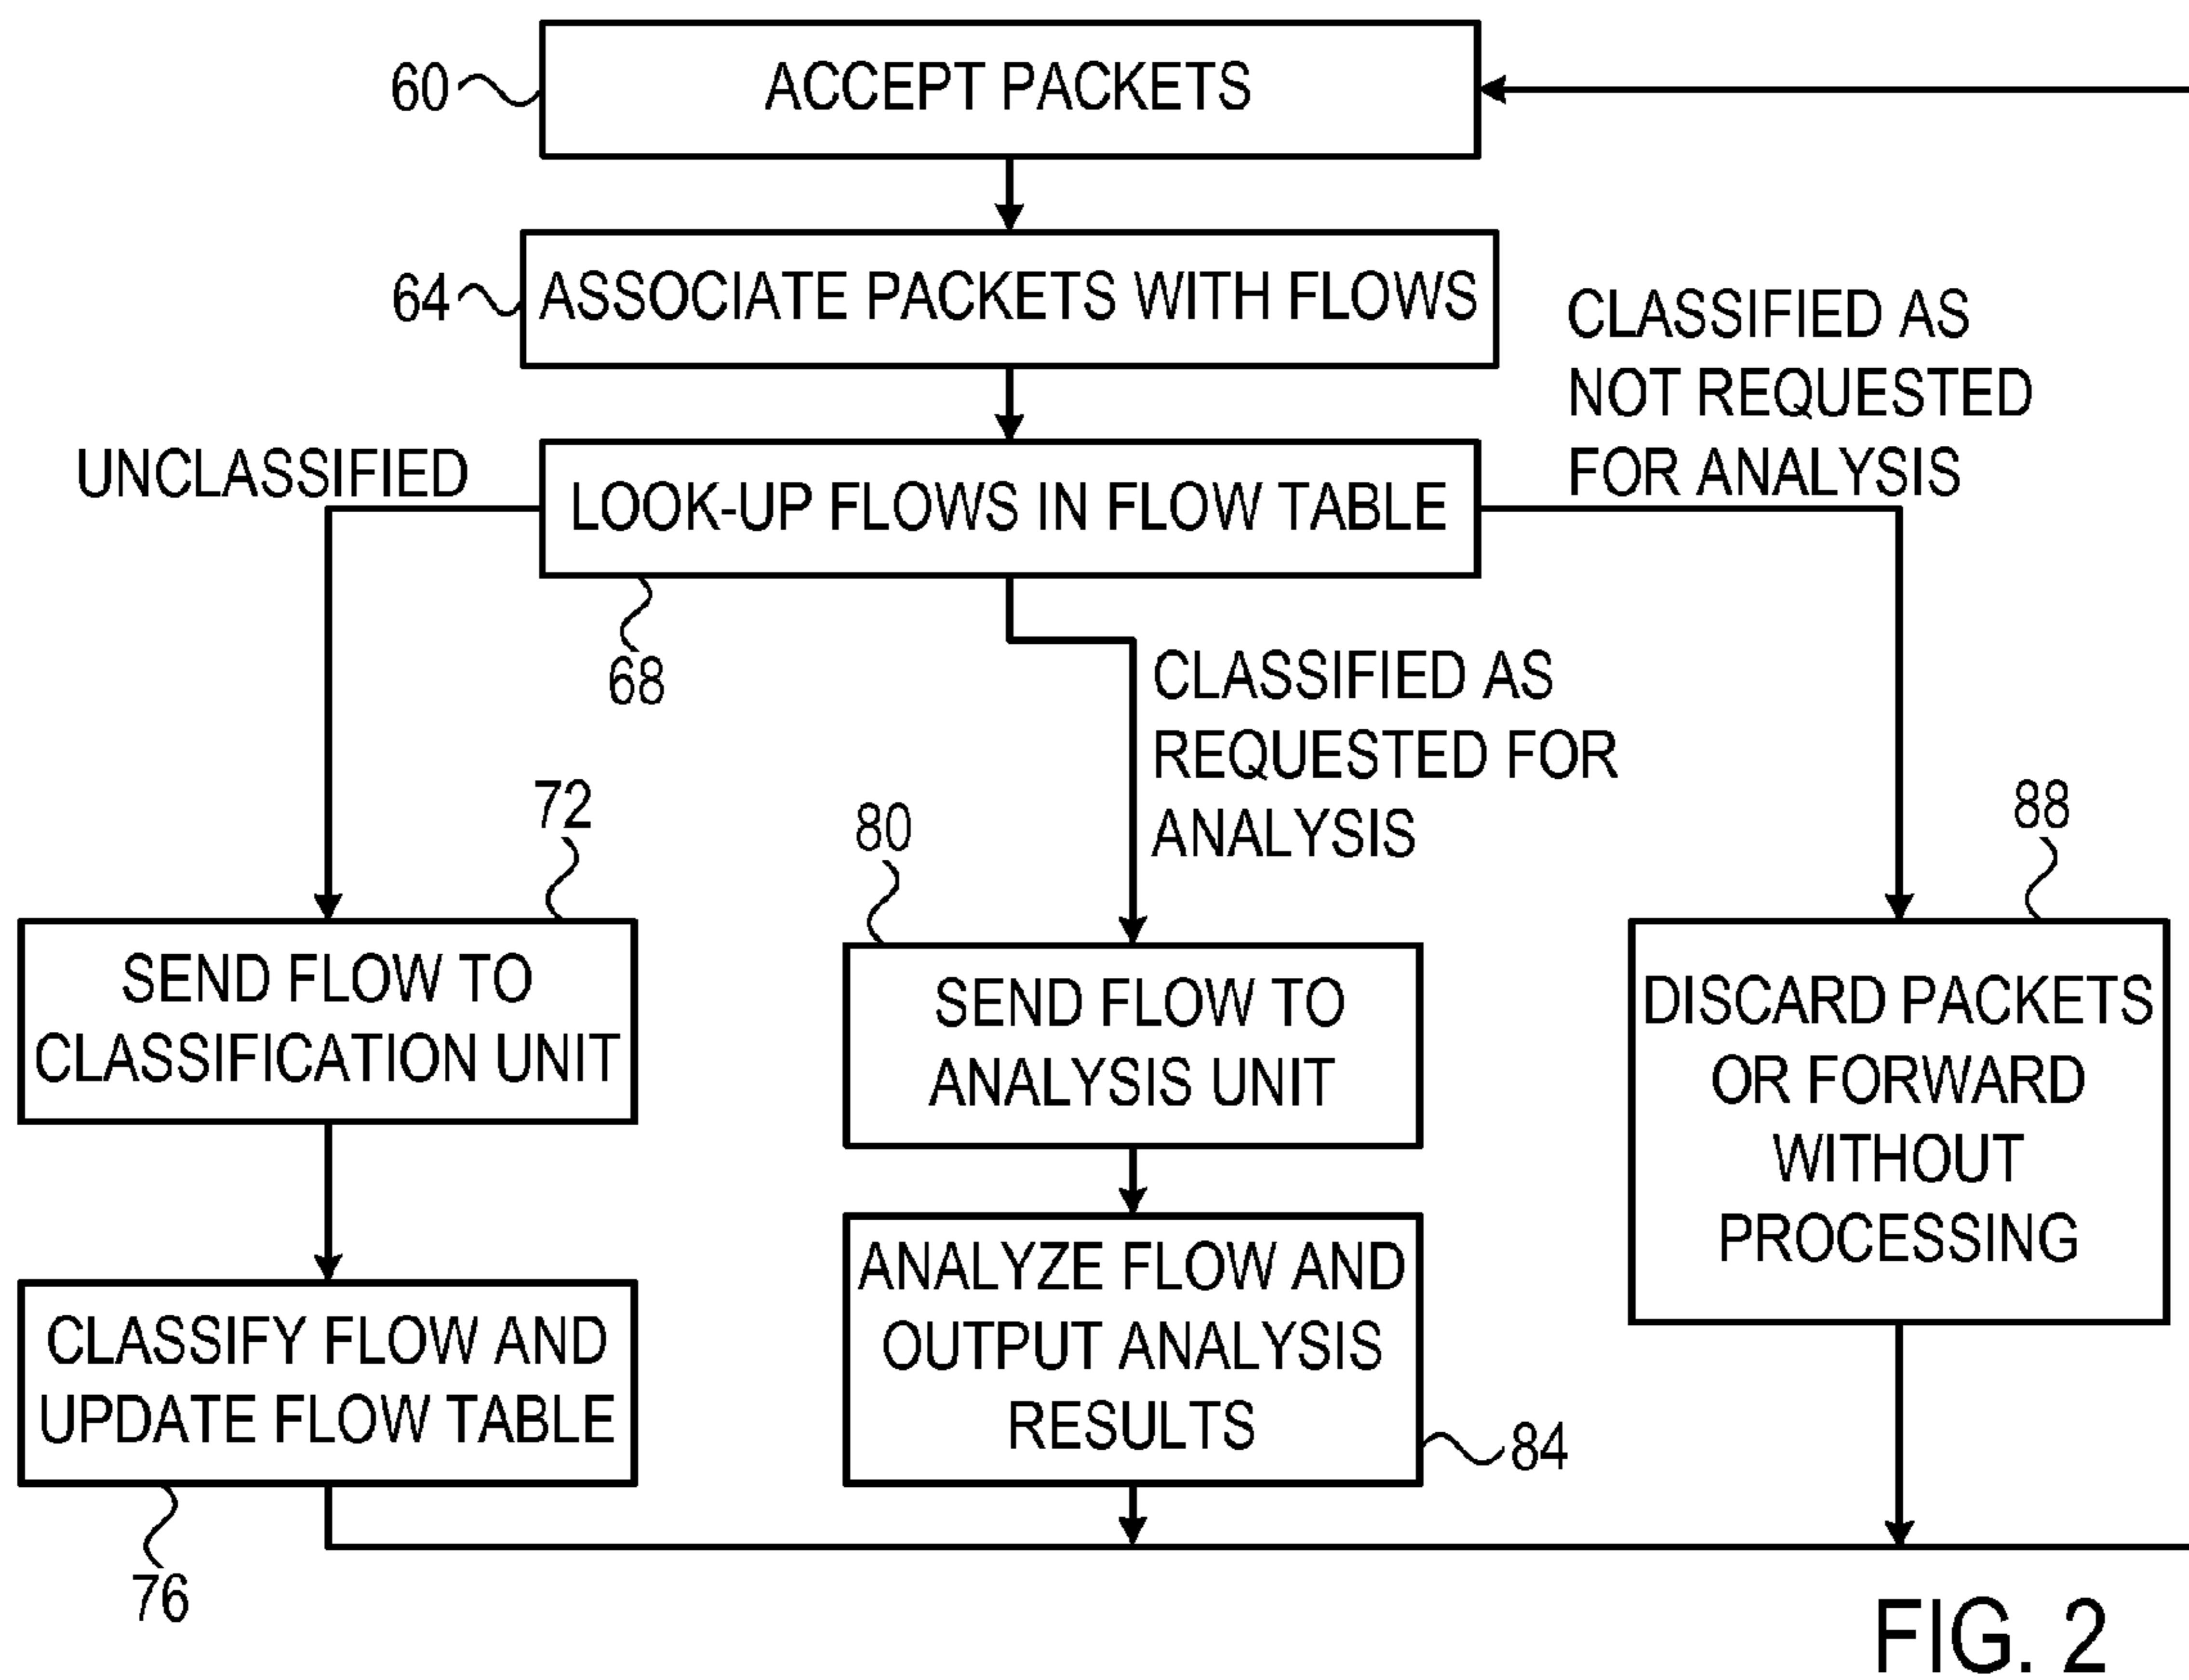 60
ACCEPT PACKETS
64
ASSOCIATE PACKETS WITH FLOWS
CLASSIFIED AS
NOT REQUESTED
FOR ANALYSIS
UNCLASSIFIED
LOOK-UP FLOWS IN FLOW TABLE
68
CLASSIFIED AS
REQUESTED FOR
ANALYSIS
72
80
88
SEND FLOW TO
CLASSIFICATION UNIT
SEND FLOW TO
ANALYSIS UNIT
DISCARD PACKETS
OR FORWARD
WITHOUT
PROCESSING
CLASSIFY FLOW AND
UPDATE FLOW TABLE
ANALYZE FLOW AND
OUTPUT ANALYSIS
RESULTS
84
76
FIG. 2